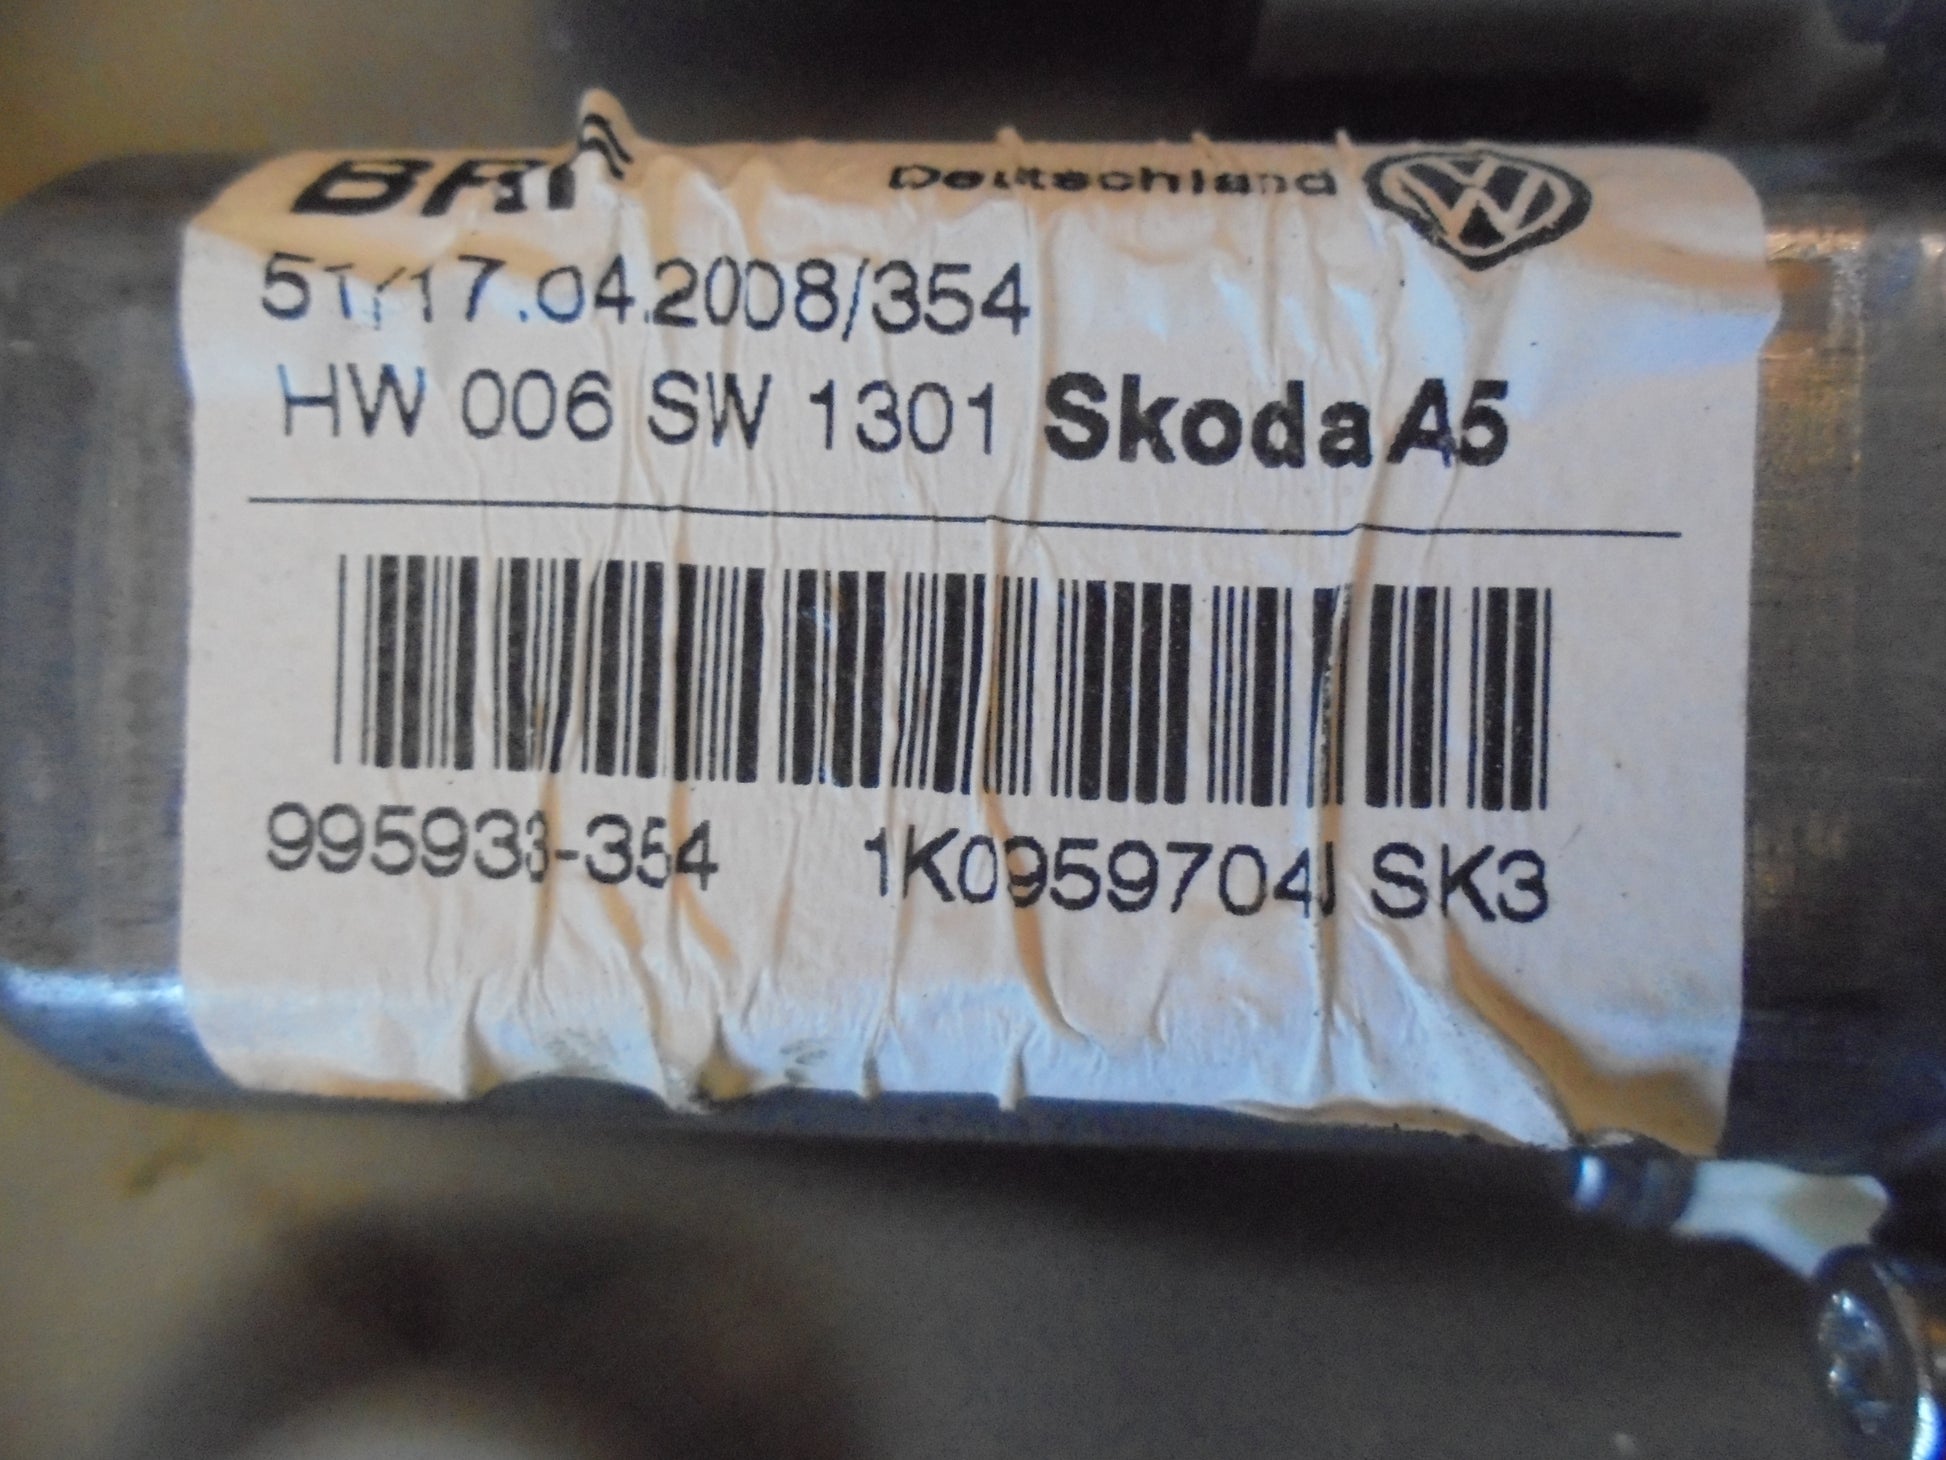 Deutschland
51/17.04.2008/354
HW 006 SW 1301 Skoda A5
995933-354 1K0959704J SK3